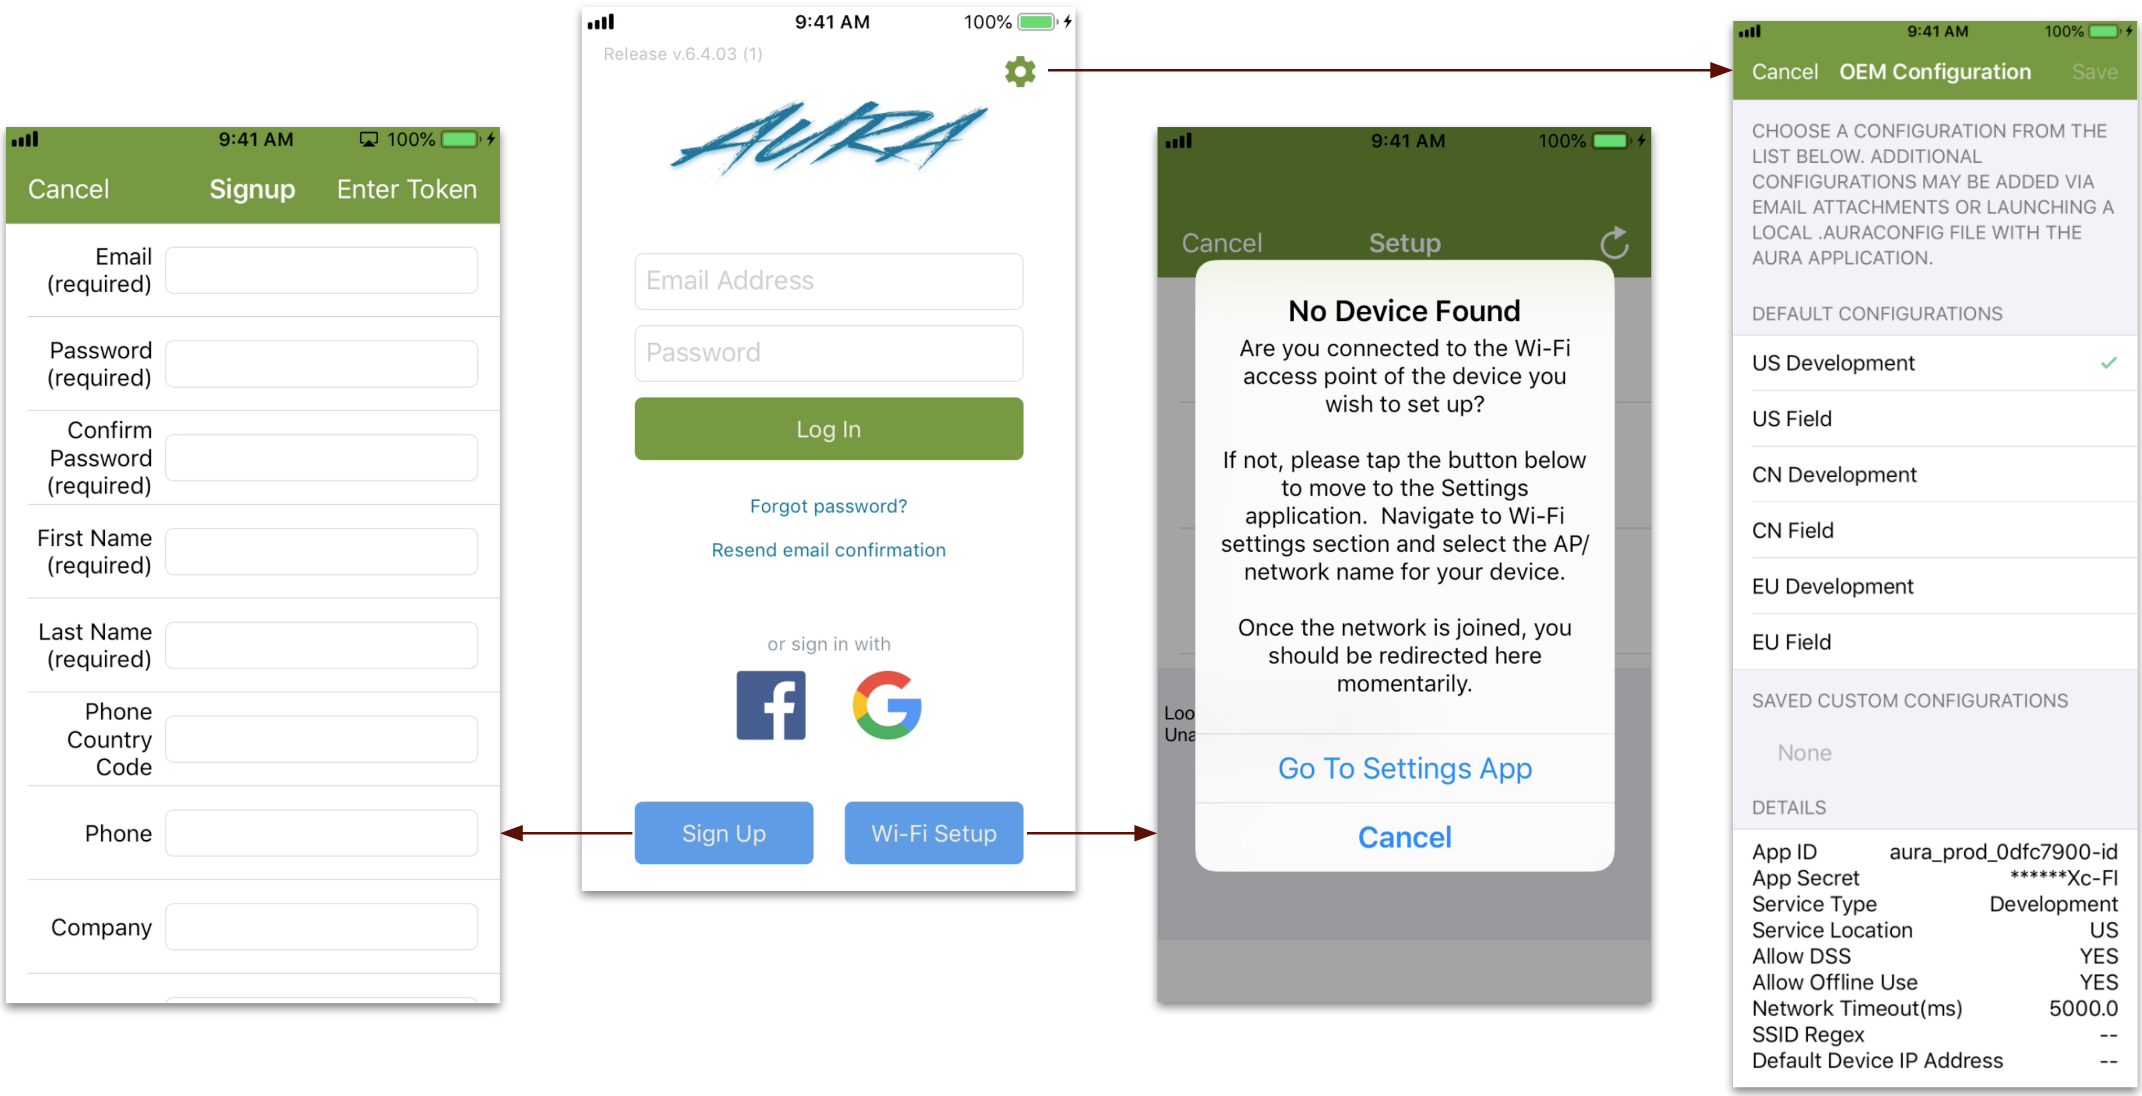 9:41 AM
100%
Cancel
Signup
Enter Token
Email
(required)
Password
(required)
Confirm
Password
(required)
First Name
(required)
Last Name
(required)
Phone
Country
Code
Phone
Company
9:41 AM
100%
Release v.6.4.03 (1)
AURA
Email Address
Password
Log In
Forgot password?
Resend email confirmation
or sign in with
Sign Up
Wi-Fi Setup
9:41 AM
100%
Cancel
Setup
No Device Found
Are you connected to the Wi-Fi
access point of the device you
wish to set up?
If not, please tap the button below
to move to the Settings
application. Navigate to Wi-Fi
settings section and select the AP/
network name for your device.
Once the network is joined, you
should be redirected here
momentarily.
Loo
Una
Go To Settings App
Cancel
9:41 AM
100%
Cancel
OEM Configuration
Save
CHOOSE A CONFIGURATION FROM THE
LIST BELOW. ADDITIONAL
CONFIGURATIONS MAY BE ADDED VIA
EMAIL ATTACHMENTS OR LAUNCHING A
LOCAL .AURACONFIG FILE WITH THE
AURA APPLICATION.
DEFAULT CONFIGURATIONS
US Development
US Field
CN Development
CN Field
EU Development
EU Field
SAVED CUSTOM CONFIGURATIONS
None
DETAILS
App ID aura_prod_0dfc7900-id
App Secret ******Xc-FI
Service Type Development
Service Location US
Allow DSS YES
Allow Offline Use YES
Network Timeout(ms) 5000.0
SSID Regex --
Default Device IP Address --